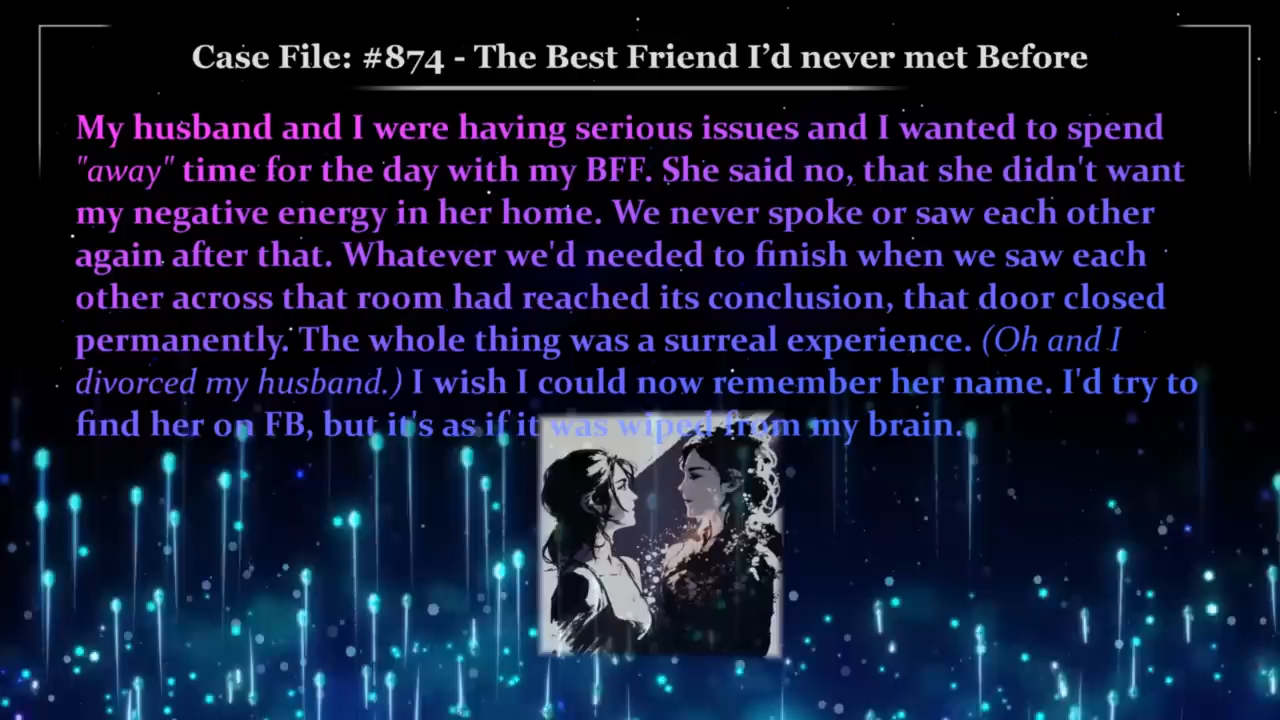 Case File: #874 - The Best Friend I’d never met Before
My husband and I were having serious issues and I wanted to spend
"away" time for the day with my BFF. She said no, that she didn't want
my negative energy in her home. We never spoke or saw each other
again after that. Whatever we'd needed to finish when we saw each
other across that room had reached its conclusion, that door closed
permanently. The whole thing was a surreal experience. (Oh and I
divorced my husband.) I wish I could now remember her name. I'd try to
find her on FB, but it's as if it was wiped from my brain.